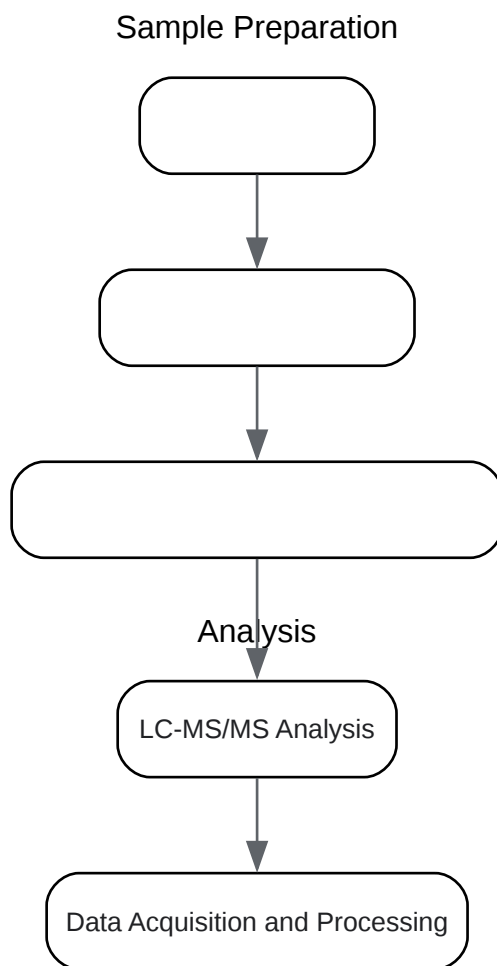 Sample Preparation
Analysis
LC-MS/MS Analysis
Data Acquisition and Processing